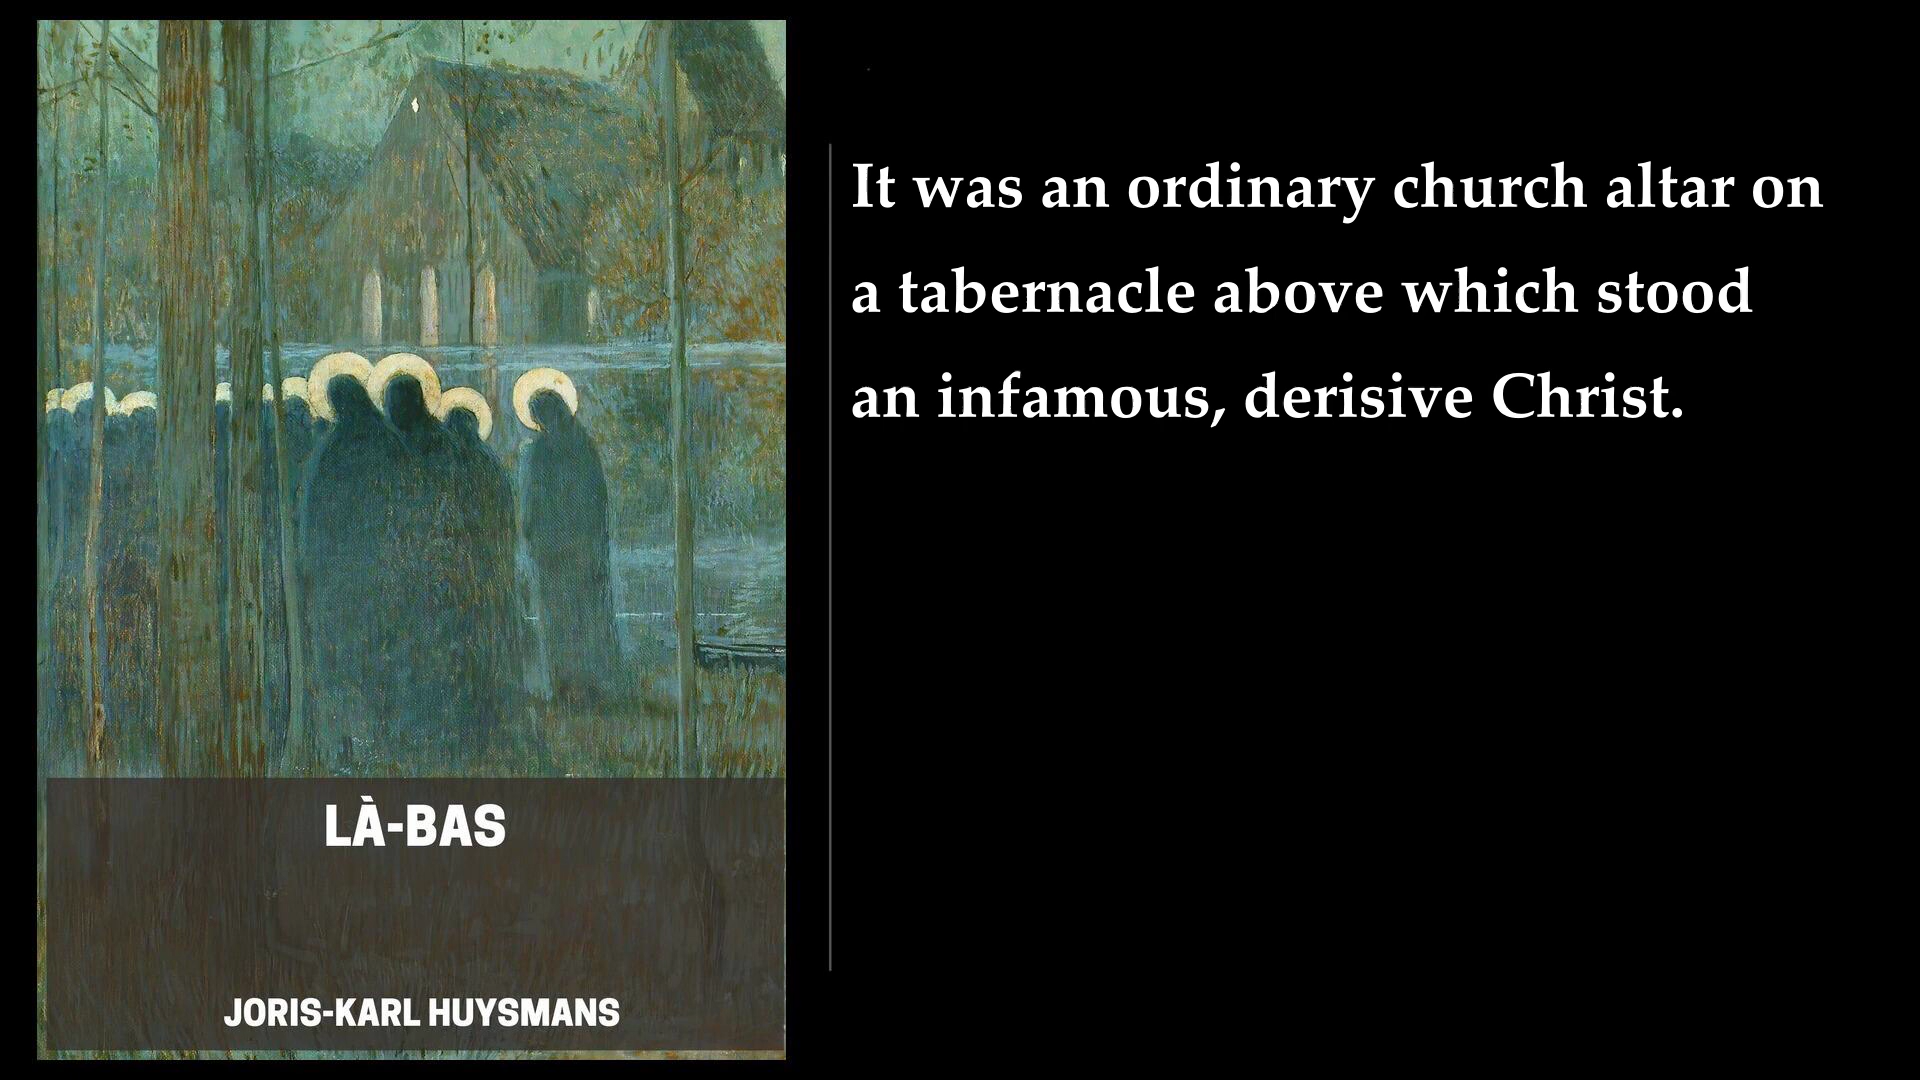 LÀ-BAS
JORIS-KARL HUYSMANS
It was an ordinary church altar on
a tabernacle above which stood
an infamous, derisive Christ.